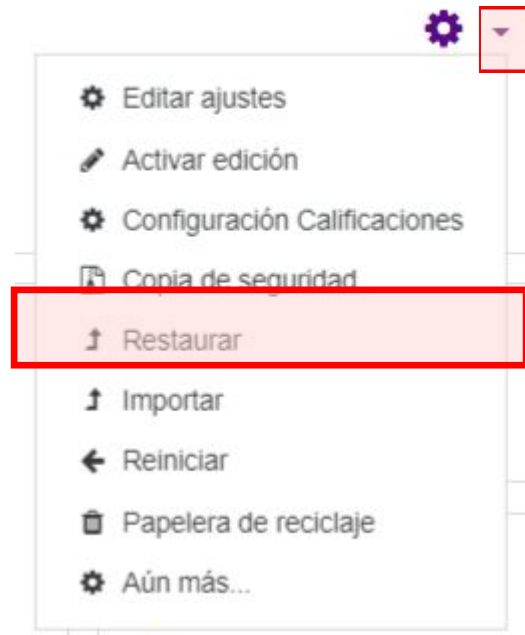 Editar ajustes
Activar edición
Configuración Calificaciones
Copia de seguridad
Restaurar
Importar
Reiniciar
Papelera de reciclaje
Aún más...